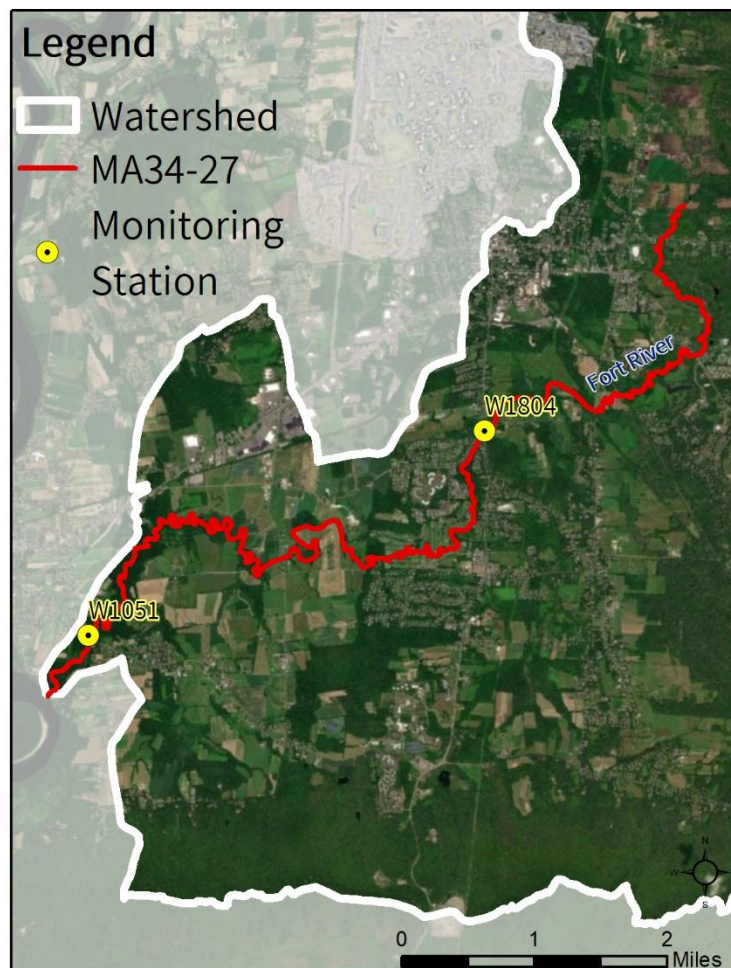 Legend
Watershed
MA34-27
Monitoring
Station
Fort River
W1804
W1051
N
W
S
0 1 2
Miles